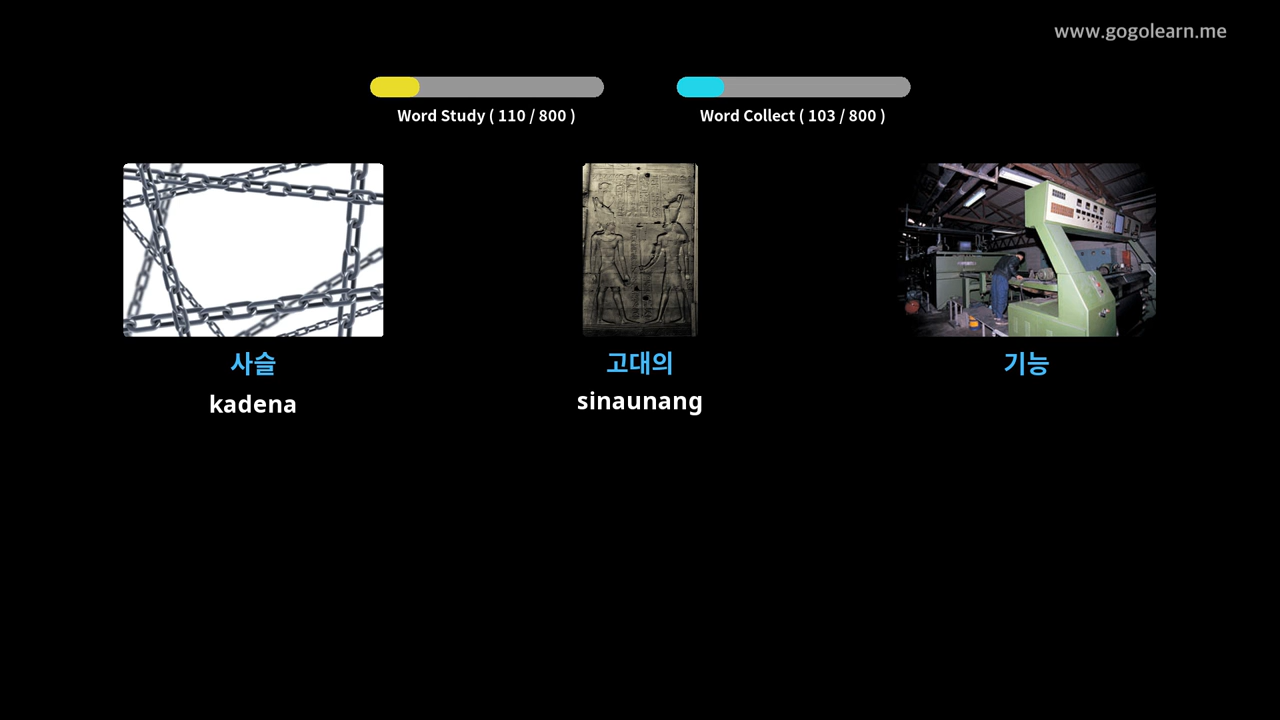 www.gogolearn.me
Word Study ( 110 / 800 )
Word Collect ( 103 / 800 )
사슬
고대의
기능
kadena
sinaunang